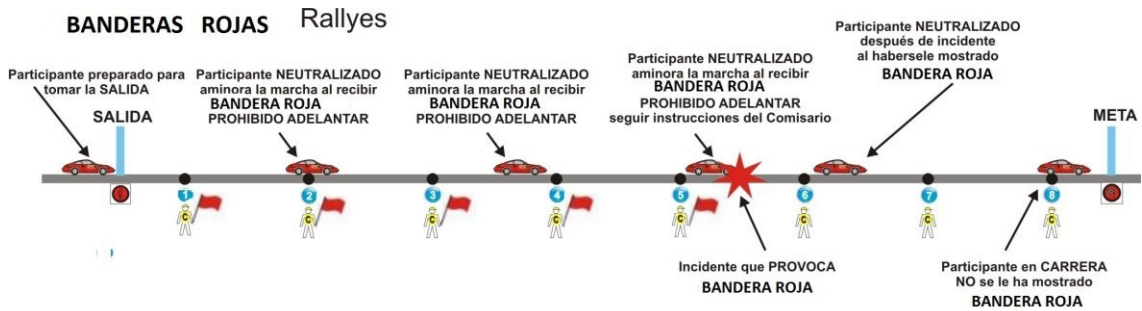 BANDERAS ROJAS Rallyes
Participante preparado para
tomar la SALIDA
SALIDA
Participante NEUTRALIZADO
aminora la marcha al recibir
BANDERA ROJA
PROHIBIDO ADELANTAR
Participante NEUTRALIZADO
aminora la marcha al recibir
BANDERA ROJA
PROHIBIDO ADELANTAR
Participante NEUTRALIZADO
aminora la marcha al recibir
BANDERA ROJA
PROHIBIDO ADELANTAR
seguir instrucciones del Comisario
Participante NEUTRALIZADO
después de incidente
al habersele mostrado
BANDERA ROJA
META
1 2 3 4 5 6 7 8
C C C C C C C C
Incidente que PROVOCA
BANDERA ROJA
Participante en CARRERA
NO se le ha mostrado
BANDERA ROJA